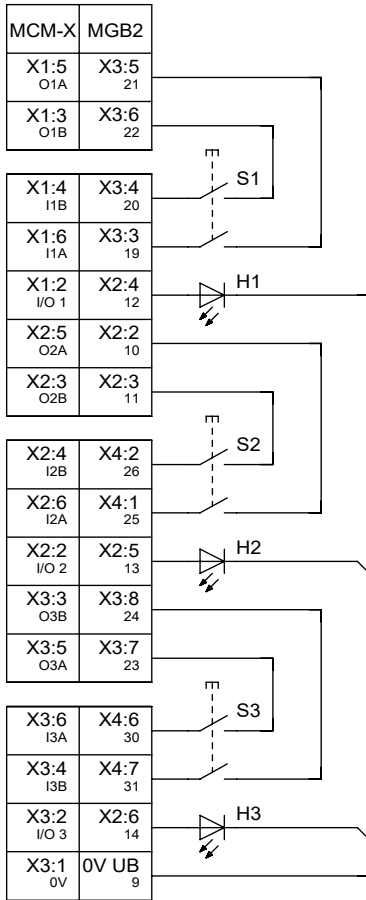 MCM-X MGB2
X1:5 X3:5
O1A 21
X1:3 X3:6
O1B 22
X1:4 X3:4 S1
I1B 20
X1:6 X3:3
I1A 19
X1:2 X2:4 H1
I/O 1 12
X2:5 X2:2
O2A 10
X2:3 X2:3
O2B 11
X2:4 X4:2 S2
I2B 26
X2:6 X4:1
I2A 25
X2:2 X2:5 H2
I/O 2 13
X3:3 X3:8
O3B 24
X3:5 X3:7
O3A 23
X3:6 X4:6 S3
I3A 30
X3:4 X4:7
I3B 31
X3:2 X2:6 H3
I/O 3 14
X3:1 0V UB
0V 9